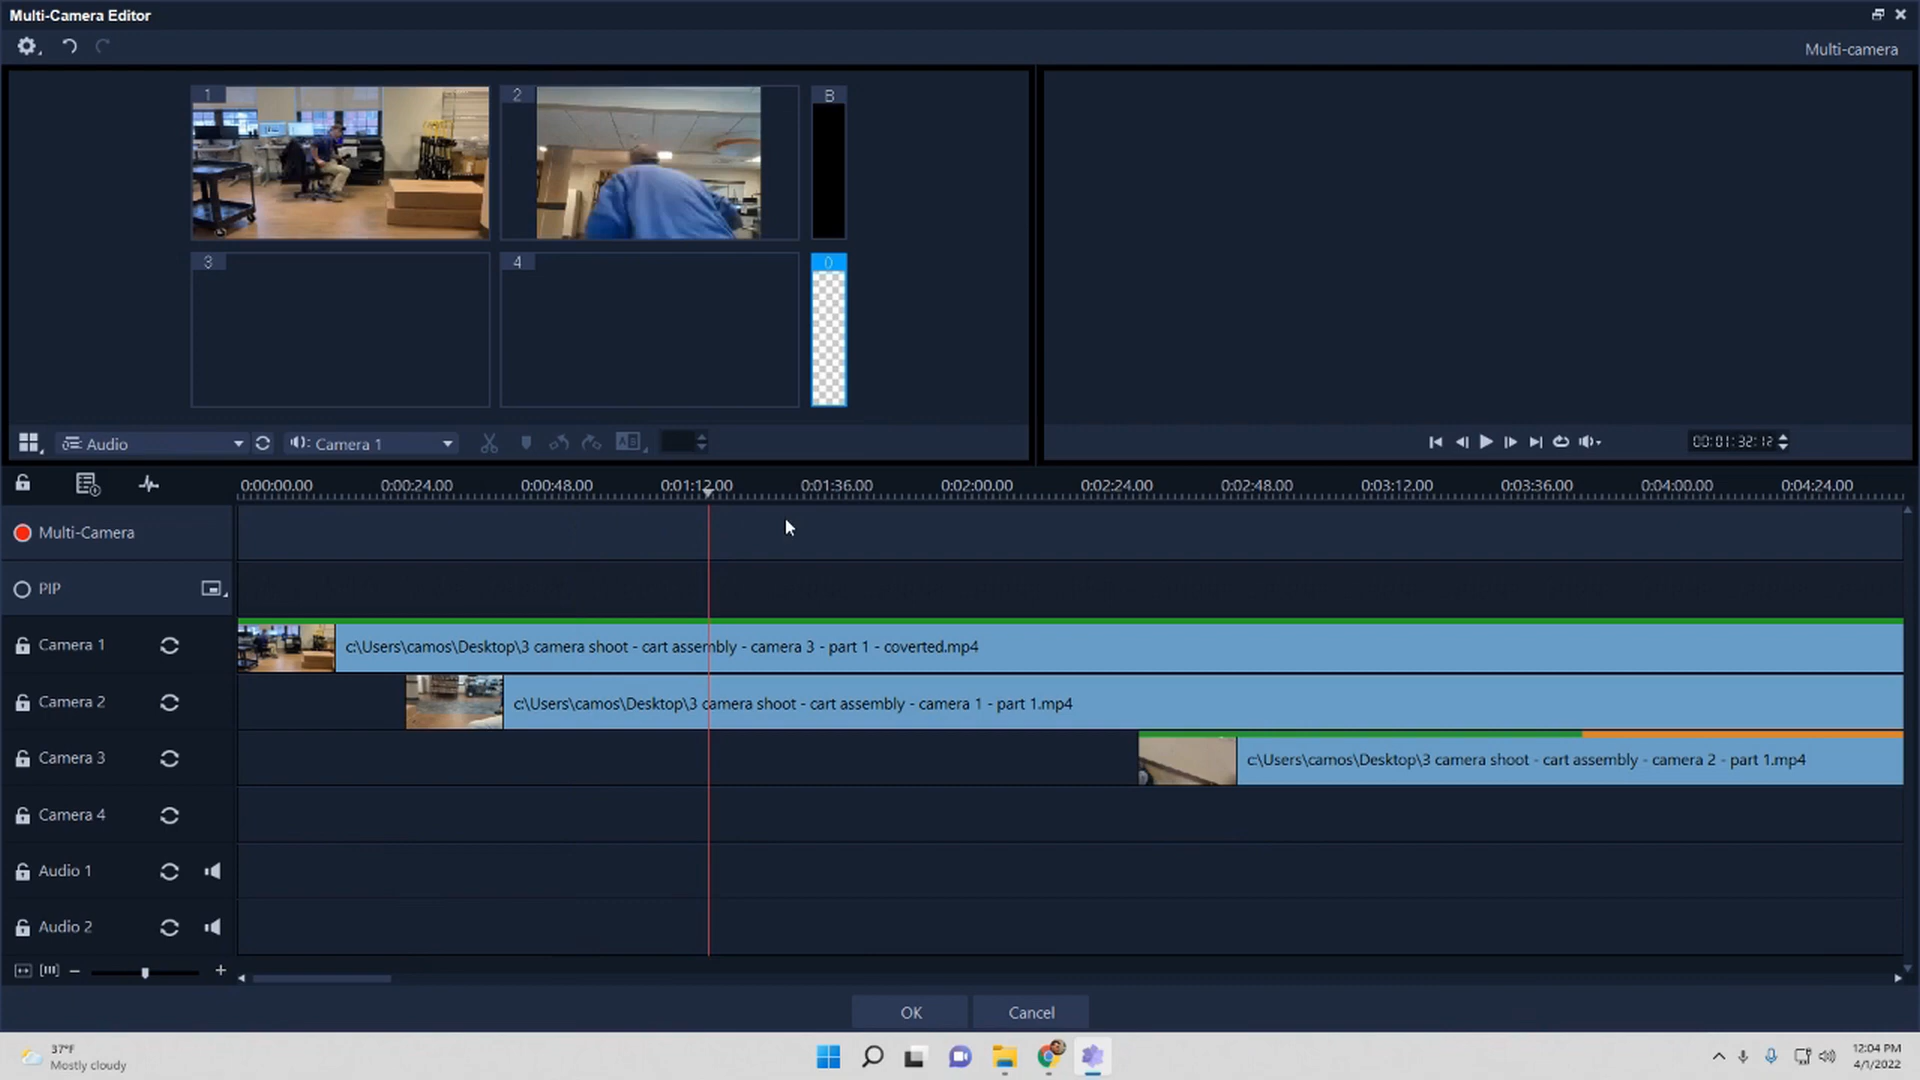 Multi-Camera Editor
Multi-camera
1
2
B
3
4
0
Audio
Camera 1
00:01:32:12
0:00:00.00
0:00:24.00
0:00:48.00
0:01:12.00
0:01:36.00
0:02:00.00
0:02:24.00
0:02:48.00
0:03:12.00
0:03:36.00
0:04:00.00
0:04:24.00
Multi-Camera
PIP
Camera 1
c\Users\camos\Desktop\3 camera shoot - cart assembly - camera 3 - part 1 - coverted.mp4
Camera 2
c:\Users\camos\Desktop\3 camera shoot - cart assembly - camera 1 - part 1.mp4
Camera 3
c:\Users\camos\Desktop\3 camera shoot - cart assembly - camera 2 - part 1.mp4
Camera 4
Audio 1
Audio 2
OK
Cancel
37°F
Mostly cloudy
12:04 PM
4/1/2022